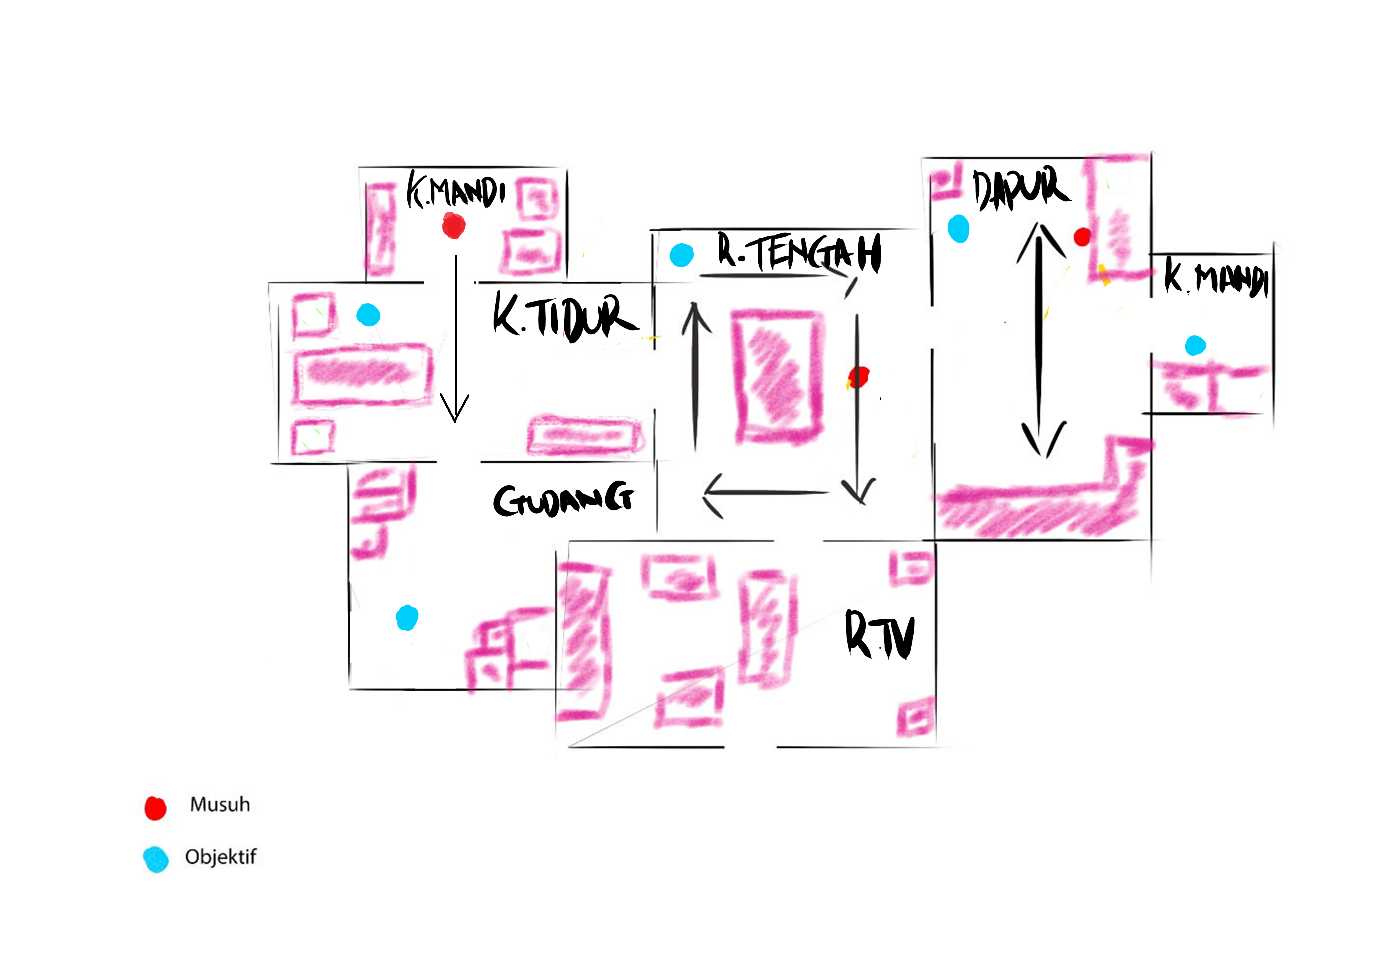 K.MANDI
DAPUR
R.TENGAH
K.MANDI
K.TIDUR
GUDANG
R.TV
Musuh
Objektif